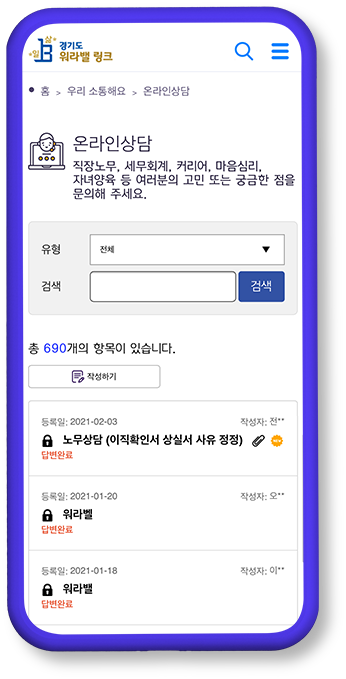 일 삶
경기도
워라밸 링크
홈 > 우리 소통해요 > 온라인상담
온라인상담
직장노무, 세무회계, 커리어, 마음심리,
자녀양육 등 여러분의 고민 또는 궁금한 점을
문의해 주세요.
유형 전체 ▼
검색 검색
총 690개의 항목이 있습니다.
작성하기
등록일: 2021-02-03 작성자: 전**
노무상담 (이직확인서 상실서 사유 정정)
답변완료
등록일: 2021-01-20 작성자: 오**
워라벨
답변완료
등록일: 2021-01-18 작성자: 이**
워라밸
답변완료